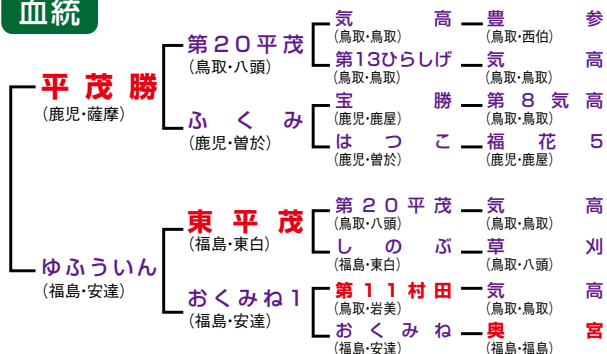 血統
平茂勝
(鹿児・薩摩)
第20平茂
(鳥取・八頭)
気高
(鳥取・鳥取)
豊参
(鳥取・西伯)
第13ひらしげ
(鳥取・鳥取)
気高
(鳥取・鳥取)
ふくみ
(鹿児・曽於)
宝勝
(鹿児・鹿屋)
第8気高
(鳥取・鳥取)
はつこ
(鹿児・曽於)
福花5
(鹿児・鹿屋)
ゆふういん
(福島・安達)
東平茂
(福島・東白)
第20平茂
(鳥取・八頭)
気高
(鳥取・鳥取)
しのぶ
(福島・東白)
草刈
(鳥取・八頭)
おくみね1
(福島・安達)
第11村田
(鳥取・岩美)
気高
(鳥取・鳥取)
おくみね
(福島・安達)
奥宮
(福島・福島)